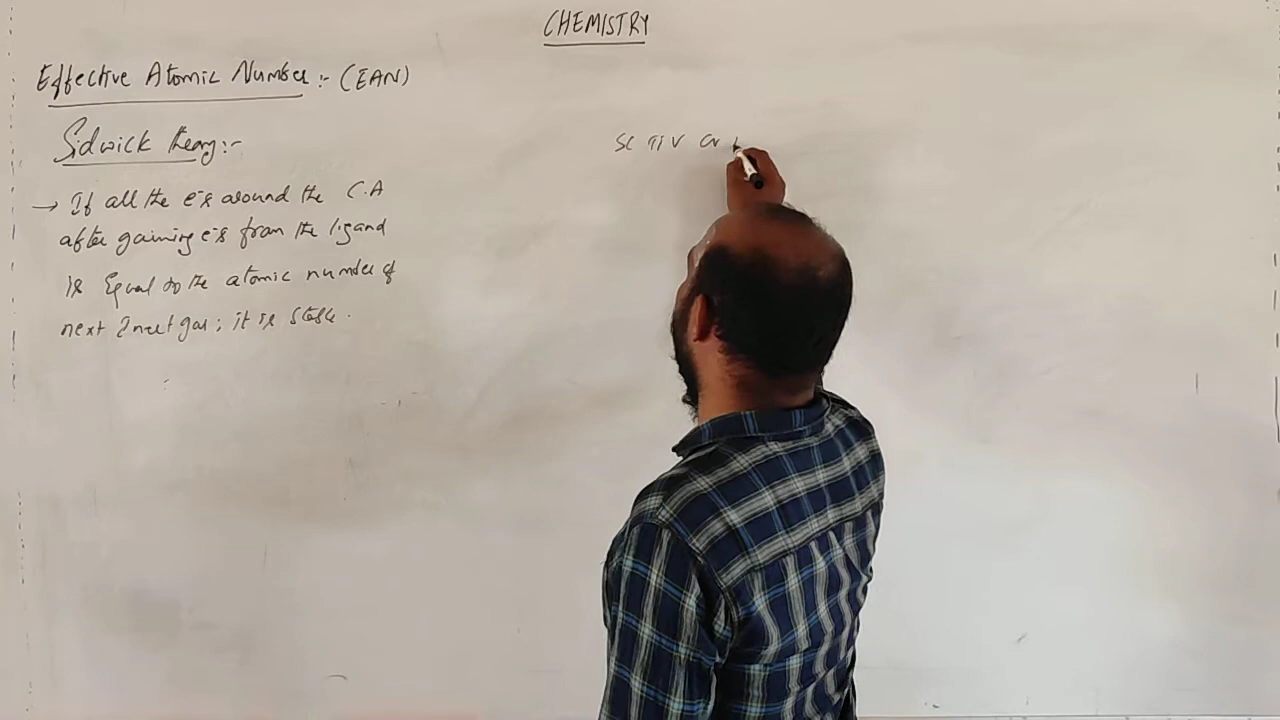 CHEMISTRY
Effective Atomic Number :- (EAN)
Sidwick theory:-
→ If all the e⁻s around the C.A
after gaining e⁻s from the ligand
is Equal to the atomic number of
next Inert gas; it is stable.
Sc Ti V Cr